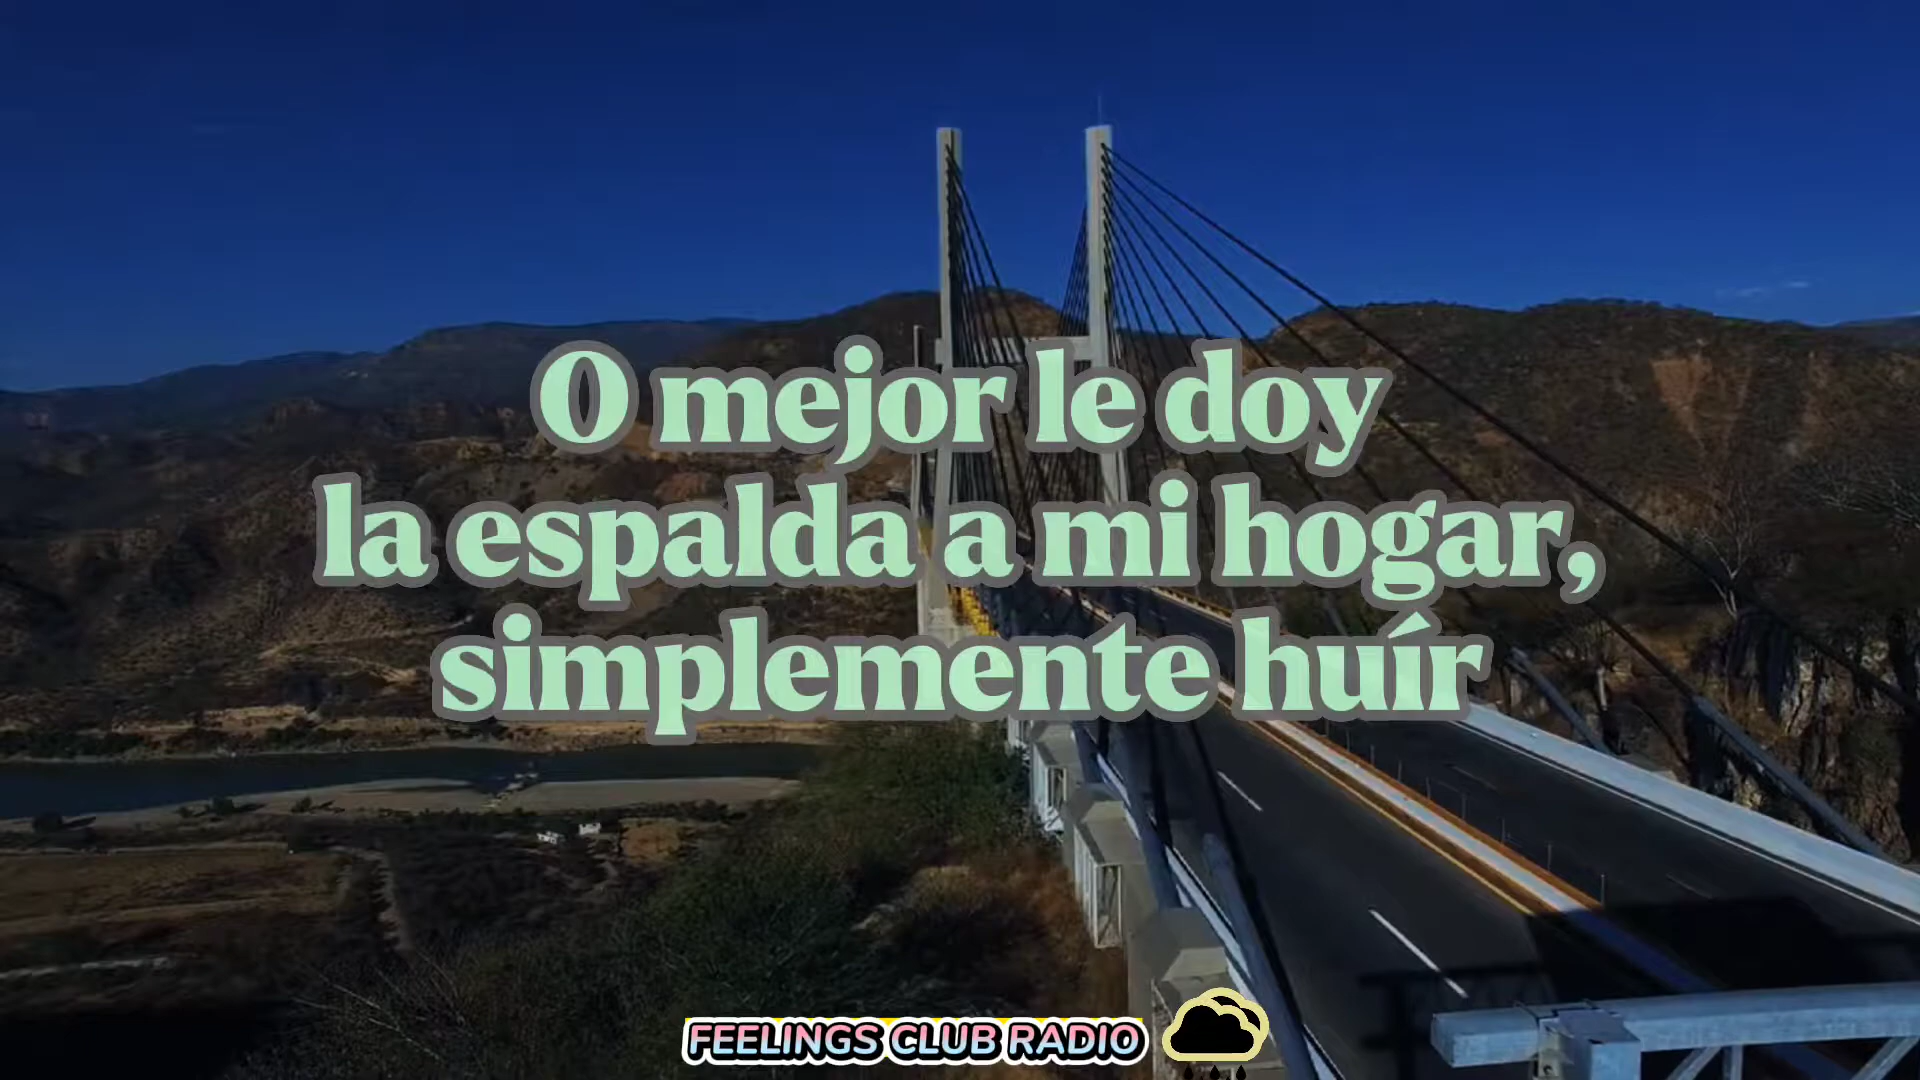 O mejor le doy
la espalda a mi hogar,
simplemente huír
FEELINGS CLUB RADIO